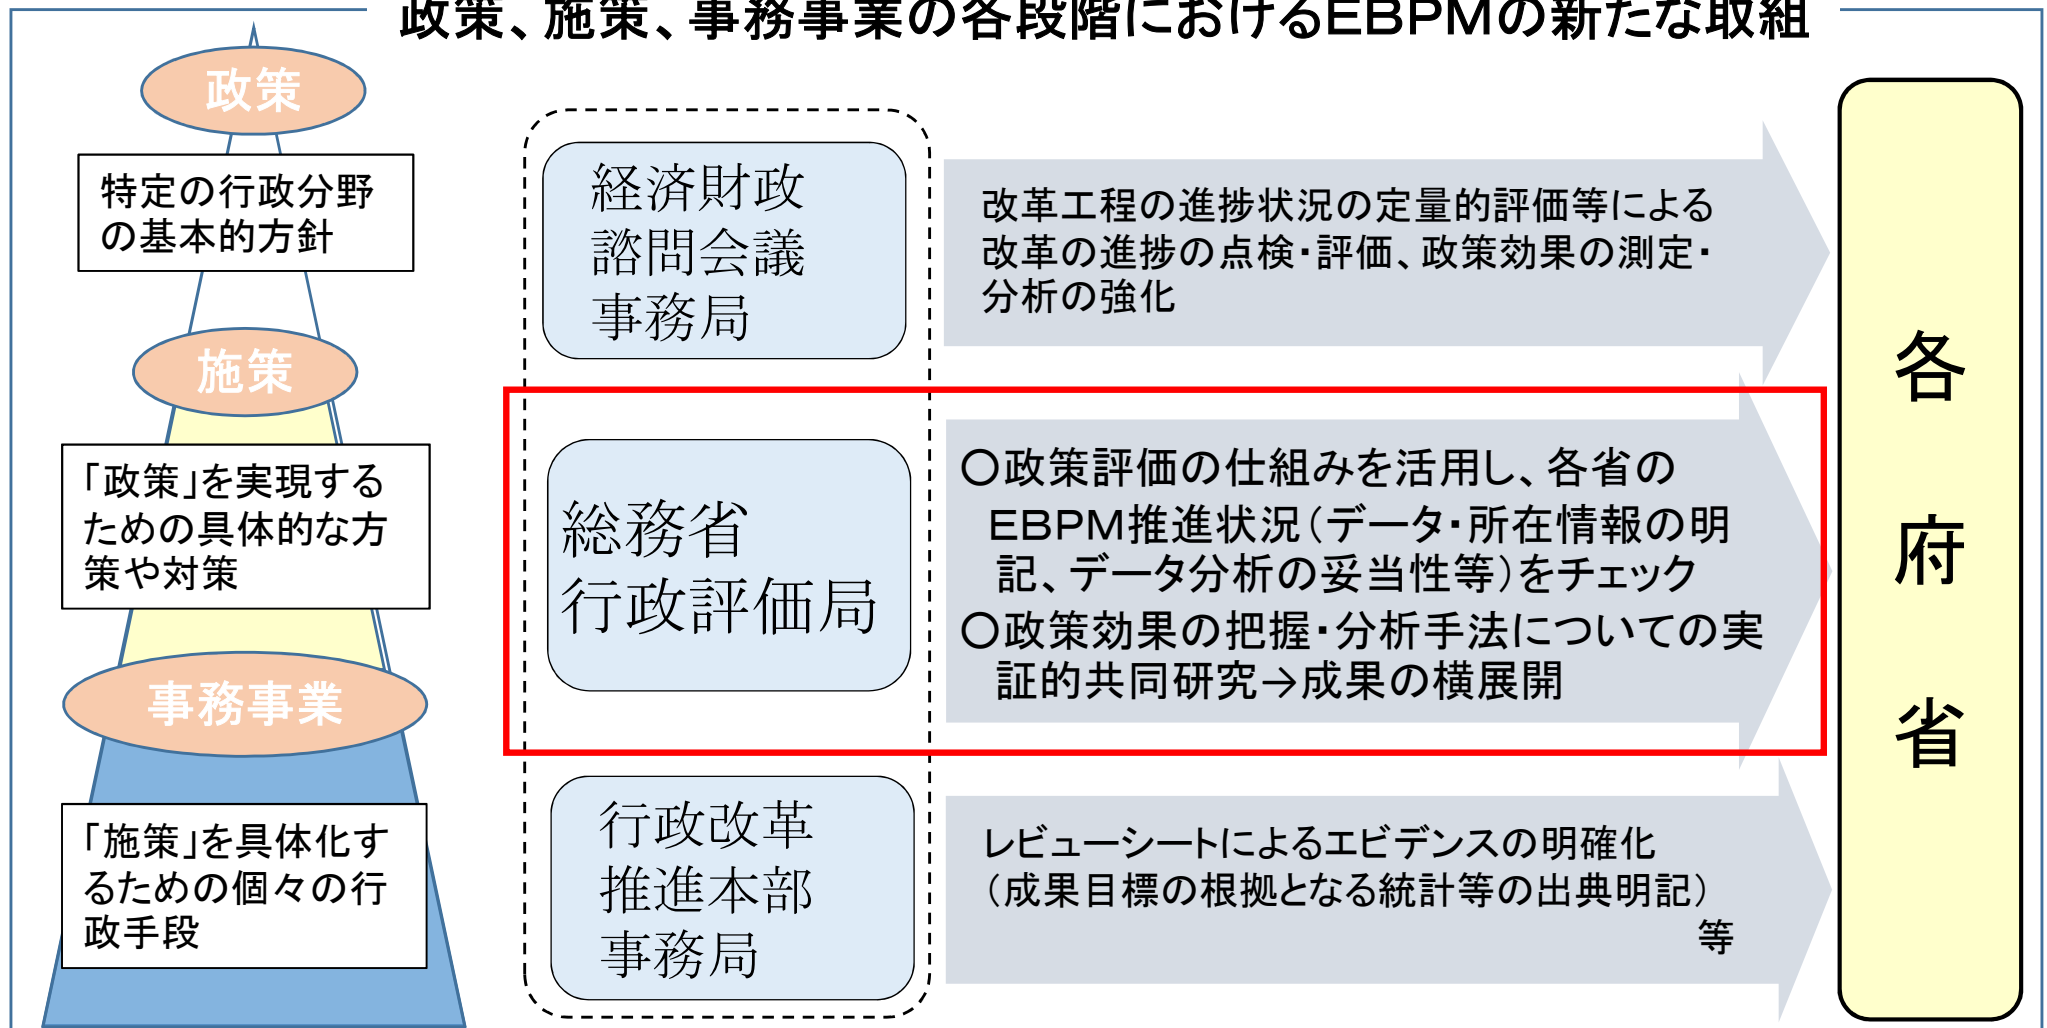 政策、施策、事務事業の各段階におけるEBPMの新たな取組
政策
特定の行政分野
の基本的方針
施策
「政策」を実現する
ための具体的な方
策や対策
事務事業
「施策」を具体化す
るための個々の行
政手段
経済財政
諮問会議
事務局
改革工程の進捗状況の定量的評価等による
改革の進捗の点検・評価、政策効果の測定・
分析の強化
総務省
行政評価局
○政策評価の仕組みを活用し、各省の
EBPM推進状況（データ・所在情報の明
記、データ分析の妥当性等）をチェック
○政策効果の把握・分析手法についての実
証的共同研究→成果の横展開
行政改革
推進本部
事務局
レビューシートによるエビデンスの明確化
（成果目標の根拠となる統計等の出典明記）
等
各
府
省